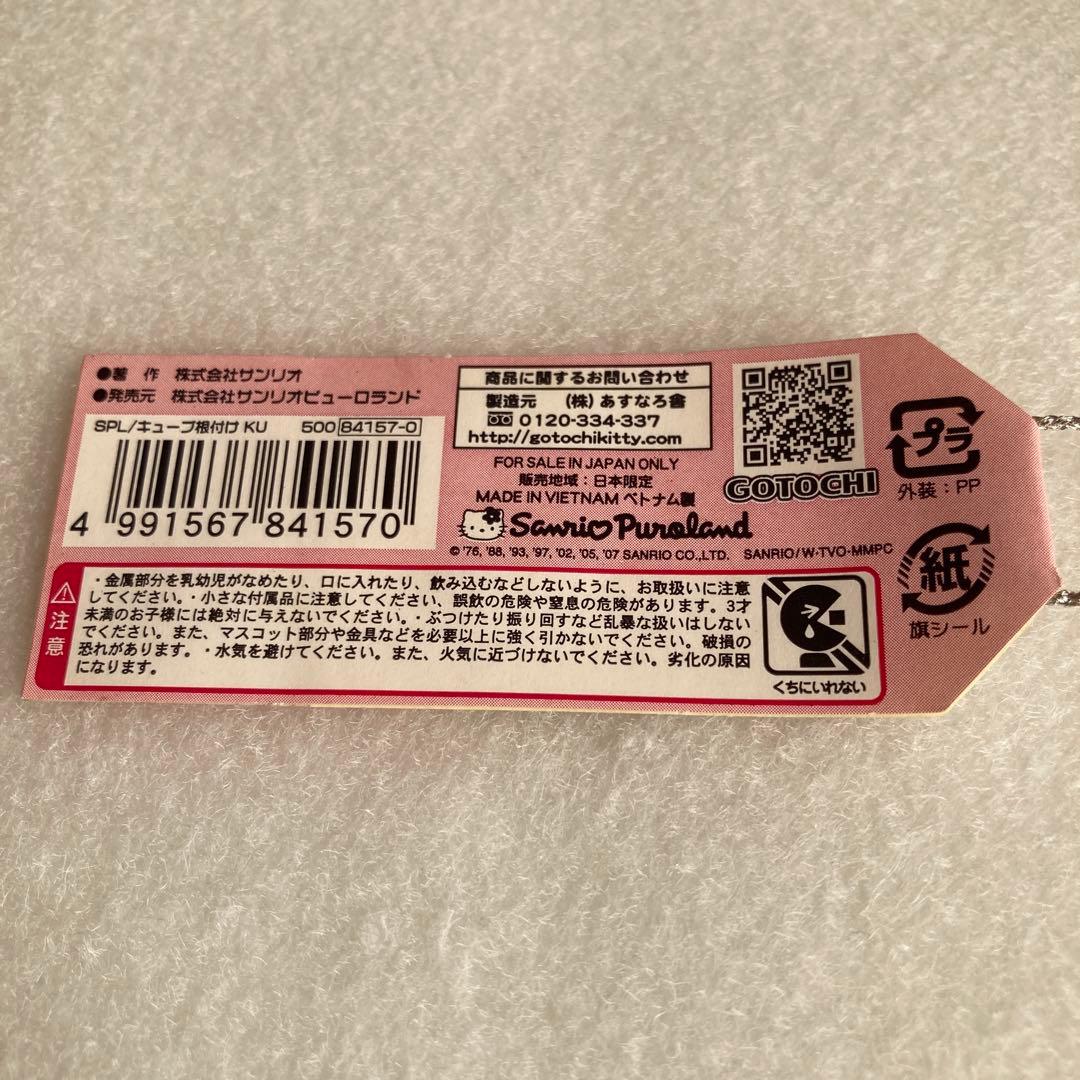 ●著 作 株式会社サンリオ
●発売元 株式会社サンリオピューロランド
SPL/キューブ根付け KU 500 84157-0
4 991567 841570
商品に関するお問い合わせ
製造元 (株)あすなろ舎
0120-334-337
http://gotochikitty.com
FOR SALE IN JAPAN ONLY
販売地域:日本限定
MADE IN VIETNAM ベトナム製
Sanrio Puroland
© '76, '88, '93, '97, '02, '05, '07 SANRIO CO.,LTD. SANRIO/W・TVO-MMPC
GOTOCHI
プラ
外装:PP
紙
旗シール
注意
・金属部分を乳幼児がなめたり、口に入れたり、飲み込むなどしないように、お取扱いに注意
してください。・小さな付属品に注意してください、誤飲の危険や窒息の危険があります。3才
未満のお子様には絶対に与えないでください。・ぶつけたり振り回すなど乱暴な扱いはしない
でください。また、マスコット部分や金具などを必要以上に強く引かないでください。破損の
恐れがあります。・水気を避けてください。また、火気に近づけないでください。劣化の原因
になります。
くちにいれない